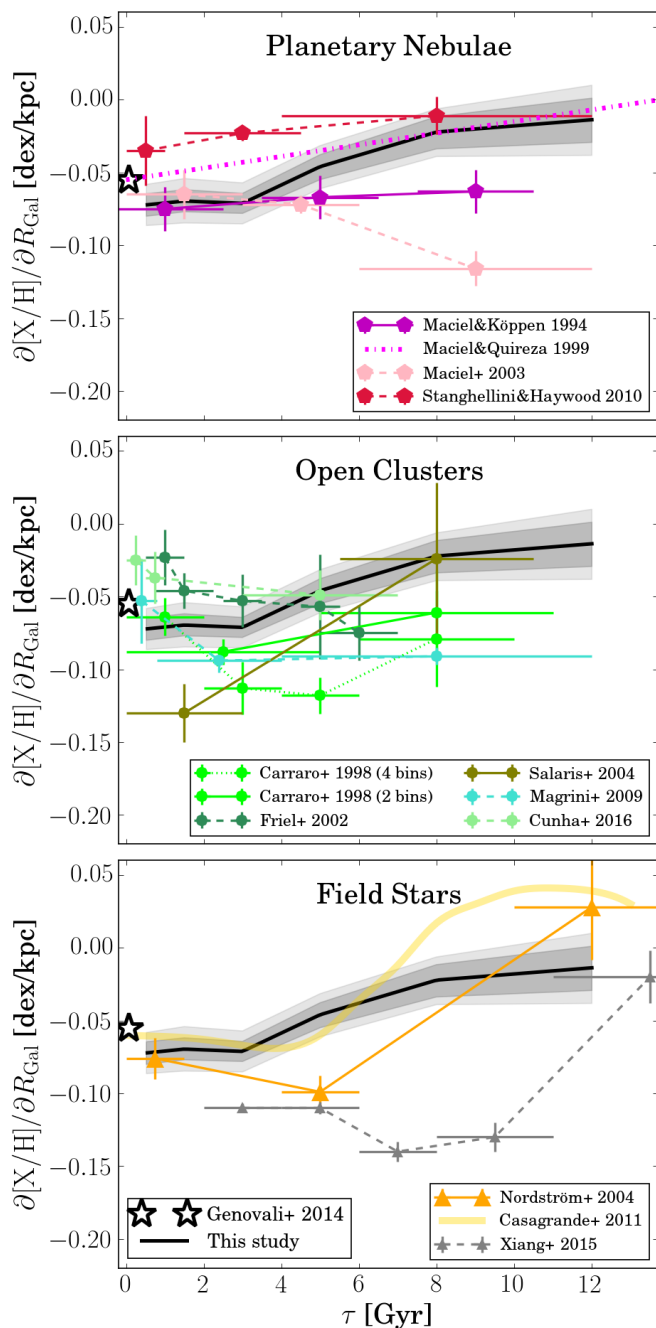 Planetary Nebulae
0.05
0.00
−0.05
−0.10
−0.15
−0.20
∂[X/H]/∂R_Gal [dex/kpc]
Maciel&Köppen 1994
Maciel&Quireza 1999
Maciel+ 2003
Stanghellini&Haywood 2010
Open Clusters
0.05
0.00
−0.05
−0.10
−0.15
−0.20
∂[X/H]/∂R_Gal [dex/kpc]
Carraro+ 1998 (4 bins)
Carraro+ 1998 (2 bins)
Friel+ 2002
Salaris+ 2004
Magrini+ 2009
Cunha+ 2016
Field Stars
0.05
0.00
−0.05
−0.10
−0.15
−0.20
∂[X/H]/∂R_Gal [dex/kpc]
Genovali+ 2014
This study
Nordström+ 2004
Casagrande+ 2011
Xiang+ 2015
0 2 4 6 8 10 12
τ [Gyr]